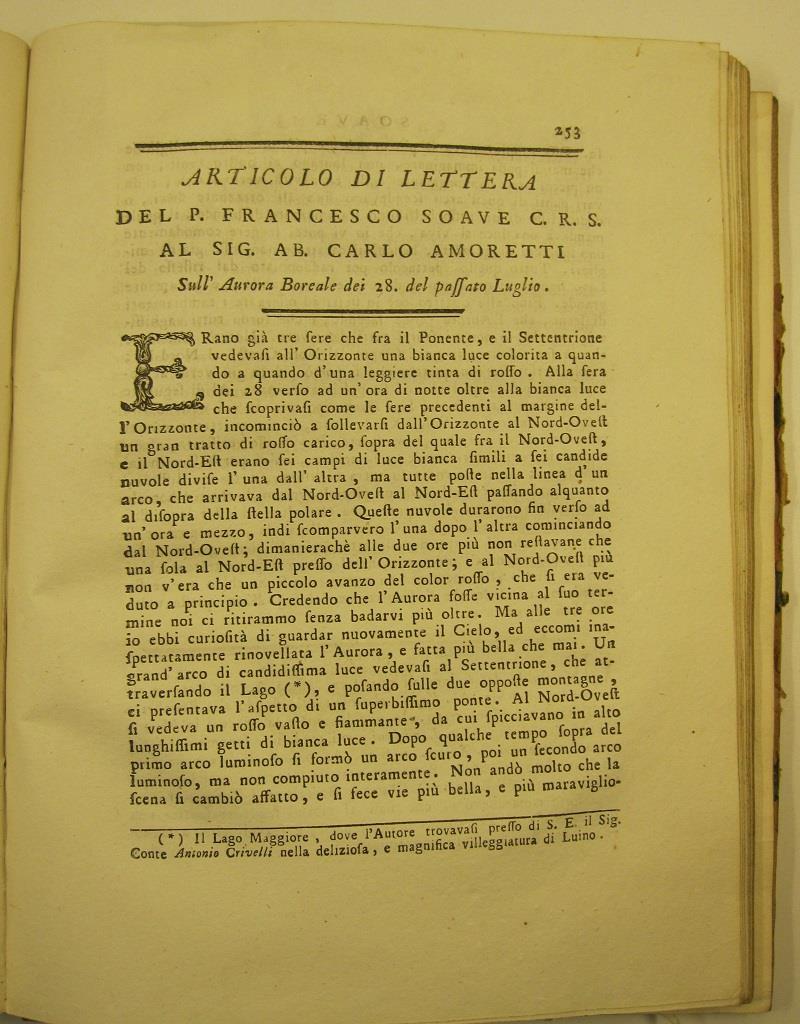 253
ARTICOLO DI LETTERA
DEL P. FRANCESCO SOAVE C. R. S.
AL SIG. AB. CARLO AMORETTI
Sull' Aurora Boreale dei 28. del paſſato Luglio.
ERano già tre ſere che fra il Ponente, e il Settentrione
vedevaſi all' Orizzonte una bianca luce colorita a quan-
do a quando d'una leggiere tinta di roſſo. Alla ſera
dei 28 verſo ad un' ora di notte oltre alla bianca luce
che ſcoprivaſi come le ſere precedenti al margine del-
l'Orizzonte, incominciò a ſollevarſi dall'Orizzonte al Nord-Oveſt
un gran tratto di roſſo carico, ſopra del quale fra il Nord-Oveſt,
e il Nord-Eſt erano ſei campi di luce bianca ſimili a ſei candide
nuvole diviſe l'una dall' altra, ma tutte poſte nella linea d'un
arco, che arrivava dal Nord-Oveſt al Nord-Eſt paſſando alquanto
al diſopra della ſtella polare. Queſte nuvole durarono fin verſo ad
un' ora e mezzo, indi ſcomparvero l'una dopo l'altra cominciando
dal Nord-Oveſt; dimanierachè alle due ore più non reſtavane che
una ſola al Nord-Eſt preſſo dell' Orizzonte; e al Nord-Oveſt più
non v'era che un piccolo avanzo del color roſſo, che ſi era ve-
duto a principio. Credendo che l'Aurora foſſe vicina al ſuo ter-
mine noi ci ritirammo ſenza badarvi più oltre. Ma alle tre ore
io ebbi curioſità di guardar nuovamente il Cielo, ed eccomi ina-
ſpettatamente rinovellata l'Aurora, e fatta più bella che mai. Un
grand' arco di candidiſſima luce vedevaſi al Settentrione, che at-
traverſando il Lago (*), e poſando ſulle due oppoſte montagne,
ci preſentava l'aſpetto di un ſuperbiſſimo ponte. Al Nord-Oveſt
ſi vedeva un roſſo vaſto e fiammante, da cui ſpicciavano in alto
lunghiſſimi getti di bianca luce. Dopo qualche tempo ſopra del
primo arco luminoſo ſi formò un arco ſcuro, poi un ſecondo arco
luminoſo, ma non compiuto interamente. Non andò molto che la
ſcena ſi cambiò affatto, e ſi fece vie più bella, e più maraviglio-
(*) Il Lago Maggiore, dove l'Autore trovavaſi preſſo di S. E. il Sig.
Conte Antonio Crivelli nella delizioſa, e magnifica villeggiatura di Luino.